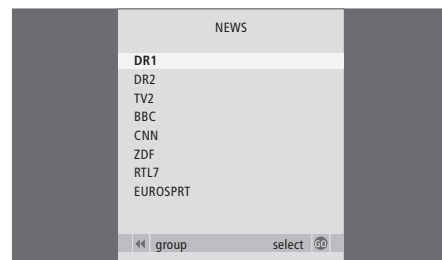 NEWS
DR1
DR2
TV2
BBC
CNN
ZDF
RTL7
EUROSPRT
group select GO